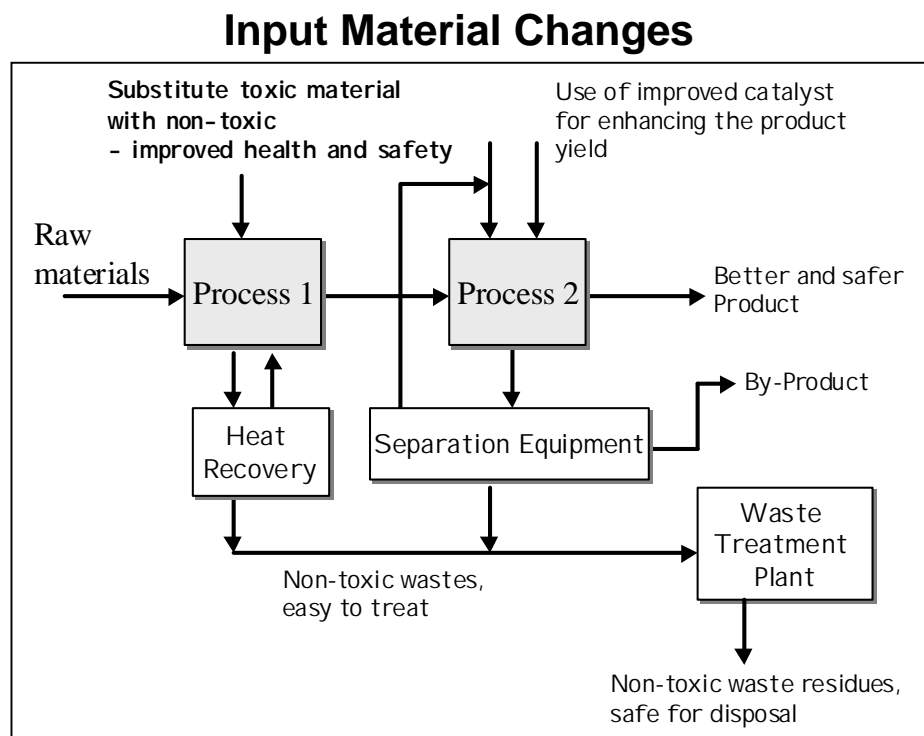 Input Material Changes
Substitute toxic material
with non-toxic
- improved health and safety
Use of improved catalyst
for enhancing the product
yield
Raw
materials
Process 1
Process 2
Better and safer
Product
By-Product
Heat
Recovery
Separation Equipment
Waste
Treatment
Plant
Non-toxic wastes,
easy to treat
Non-toxic waste residues,
safe for disposal